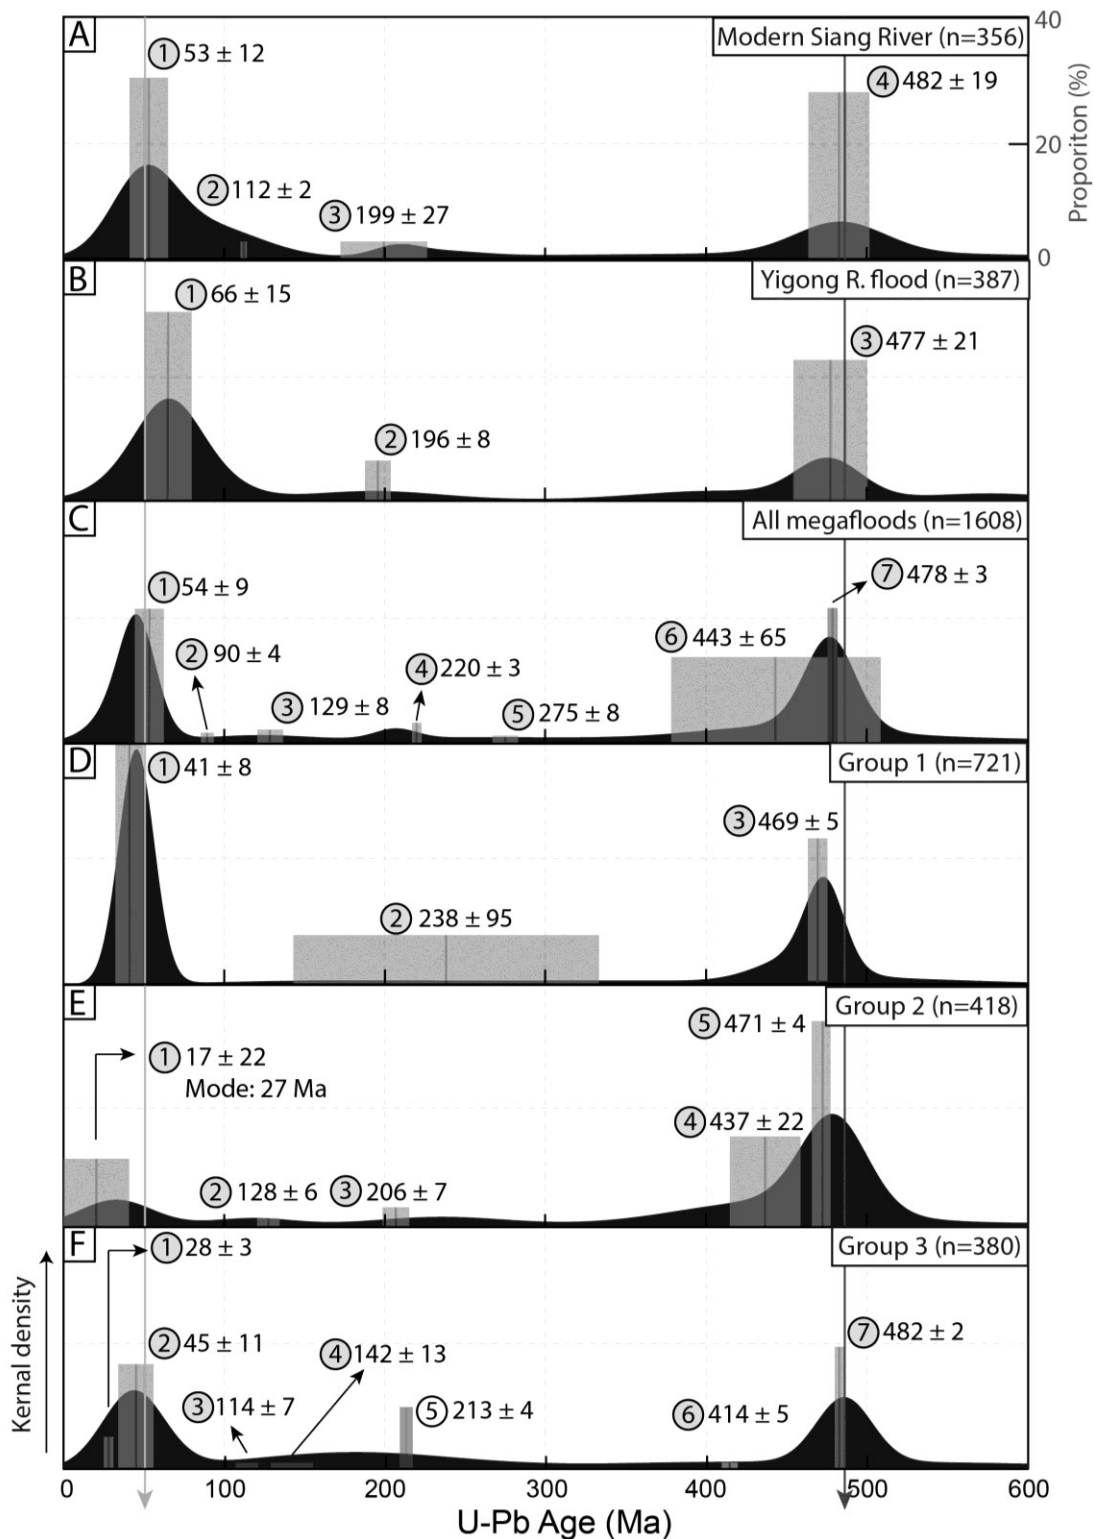 A
① 53 ± 12
② 112 ± 2
③ 199 ± 27
Modern Siang River (n=356)
④ 482 ± 19
40
20
0
Proporiton (%)
B
① 66 ± 15
② 196 ± 8
Yigong R. flood (n=387)
③ 477 ± 21
C
All megafloods (n=1608)
① 54 ± 9
② 90 ± 4
③ 129 ± 8
④ 220 ± 3
⑤ 275 ± 8
⑥ 443 ± 65
⑦ 478 ± 3
D
① 41 ± 8
Group 1 (n=721)
② 238 ± 95
③ 469 ± 5
E
Group 2 (n=418)
① 17 ± 22
Mode: 27 Ma
② 128 ± 6
③ 206 ± 7
④ 437 ± 22
⑤ 471 ± 4
F
① 28 ± 3
Group 3 (n=380)
② 45 ± 11
③ 114 ± 7
④ 142 ± 13
⑤ 213 ± 4
⑥ 414 ± 5
⑦ 482 ± 2
Kernal density
0 100 200 300 400 500 600
U-Pb Age (Ma)